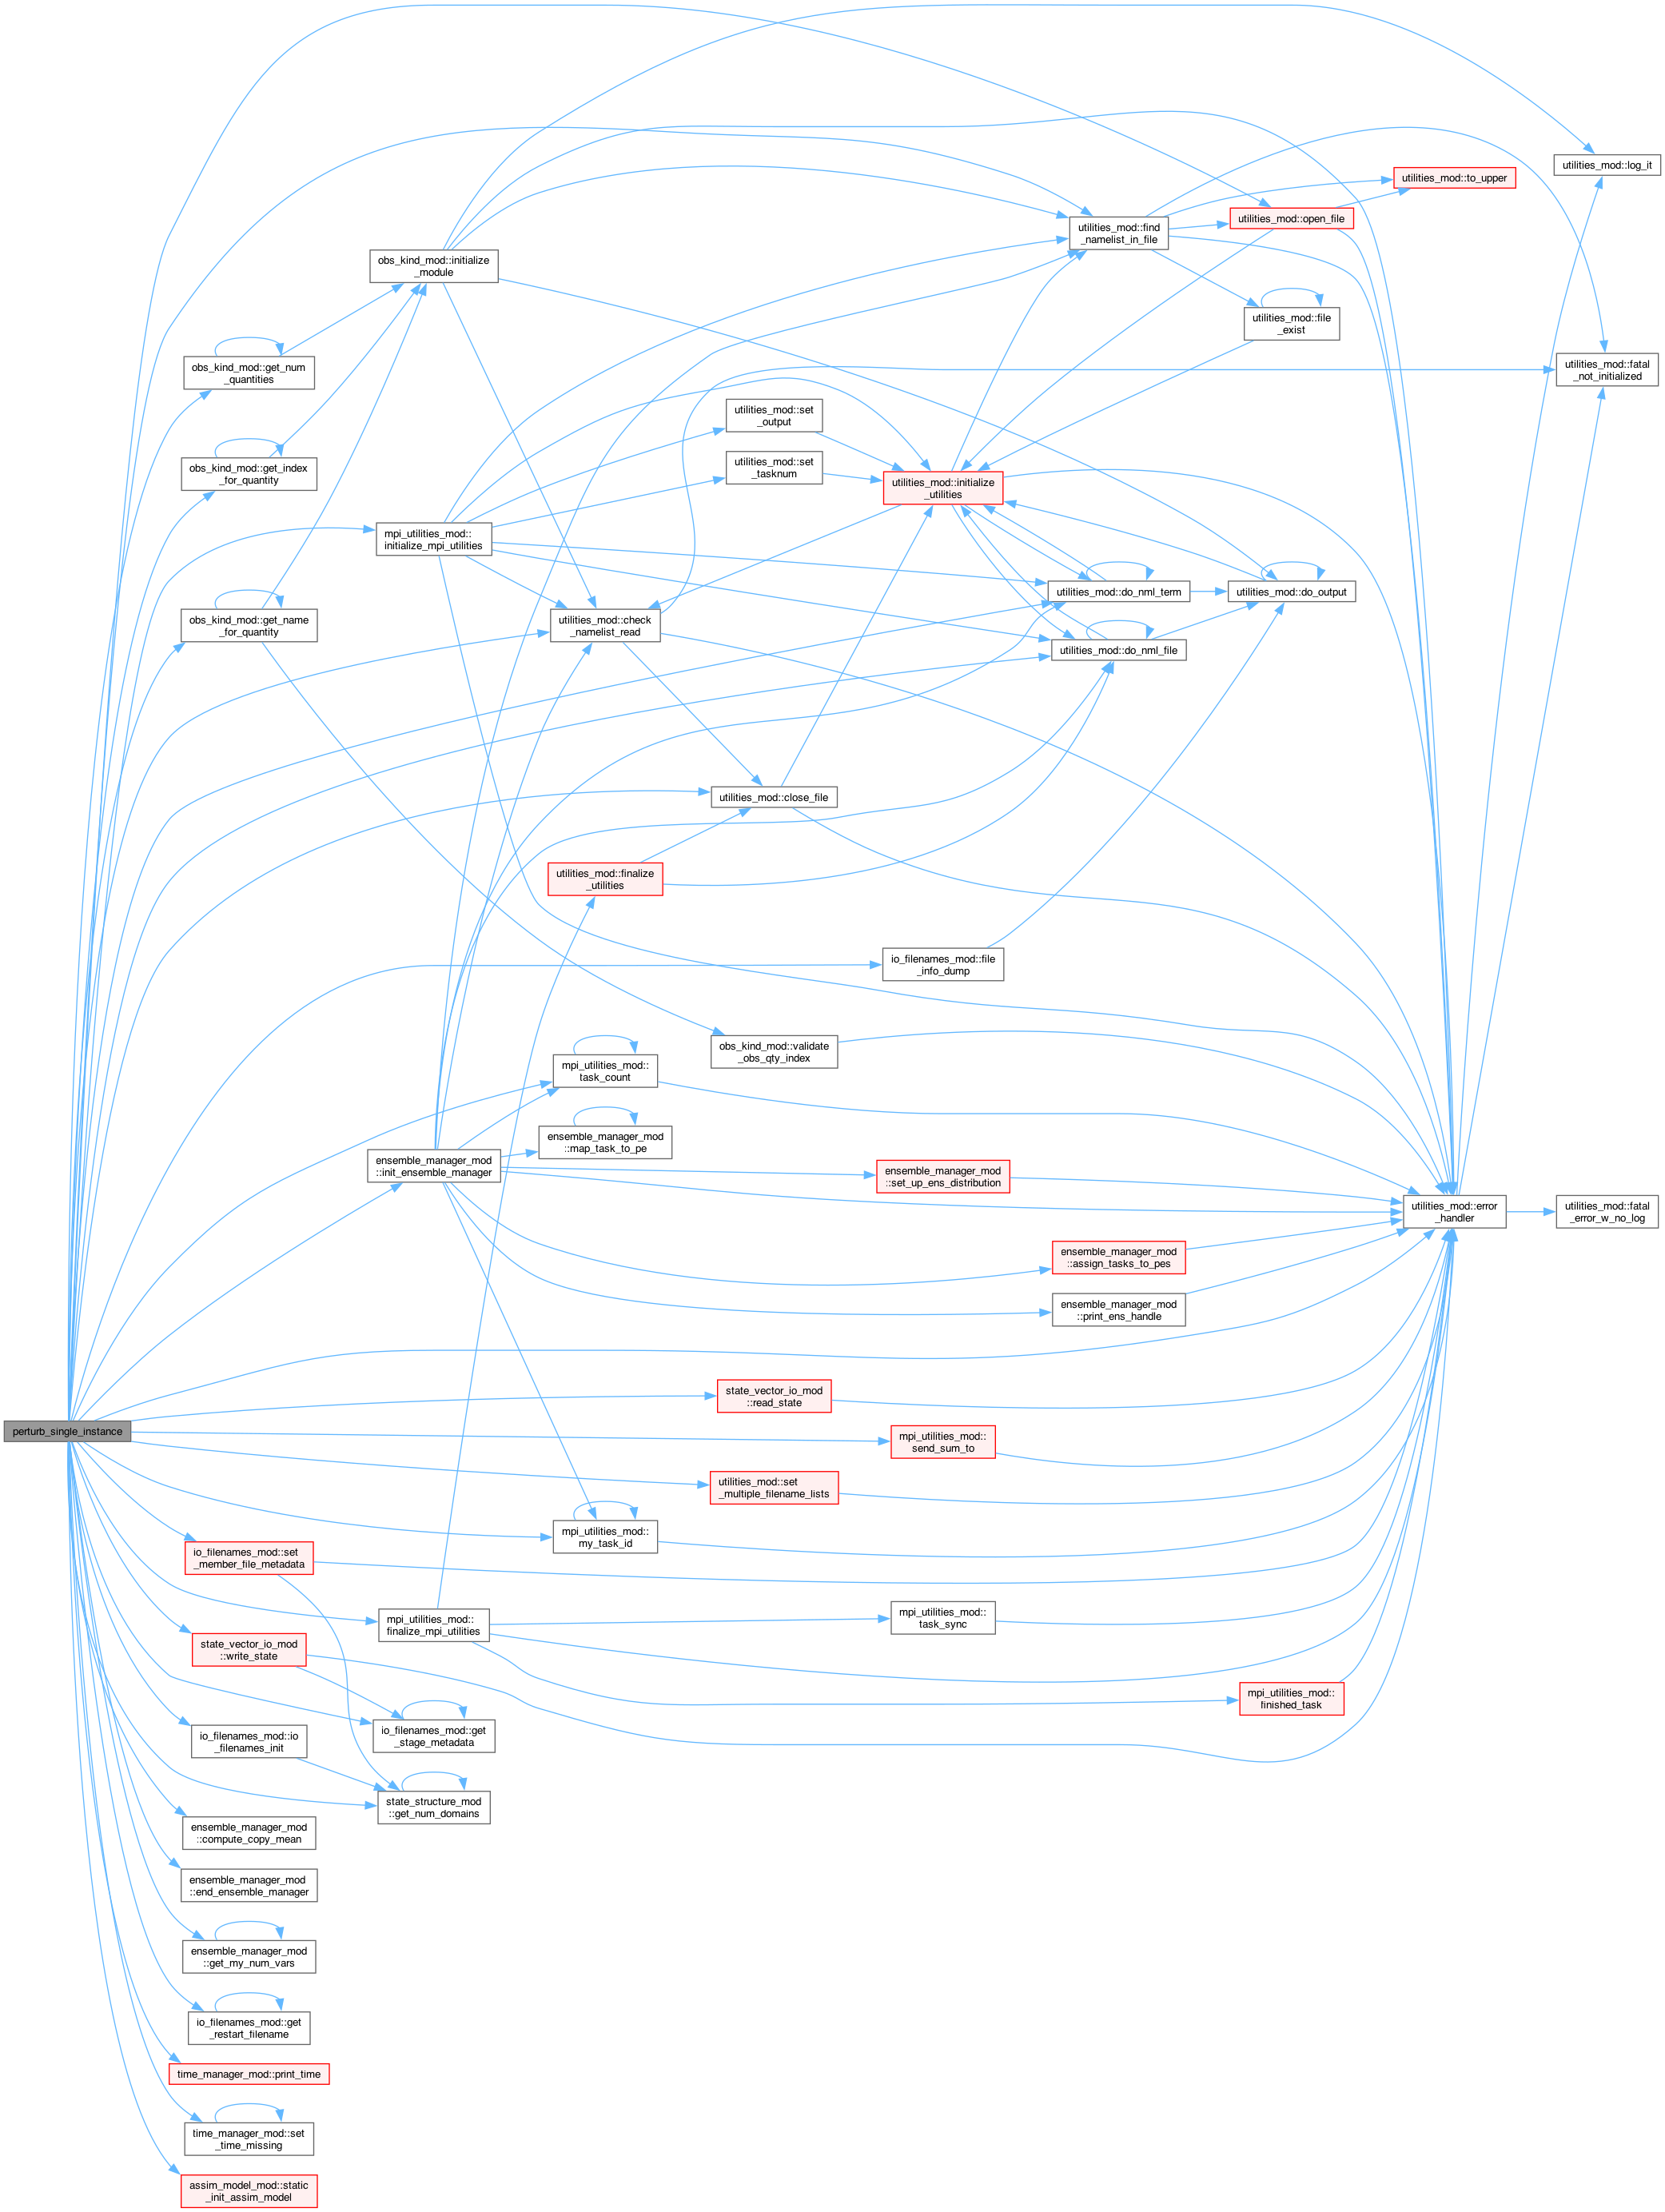 utilities_mod::log_it
utilities_mod::to_upper
utilities_mod::open_file
utilities_mod::find
_namelist_in_file
obs_kind_mod::initialize
_module
utilities_mod::file
_exist
obs_kind_mod::get_num
_quantities
utilities_mod::fatal
_not_initialized
utilities_mod::set
_output
obs_kind_mod::get_index
_for_quantity
utilities_mod::set
_tasknum
utilities_mod::initialize
_utilities
mpi_utilities_mod::
initialize_mpi_utilities
utilities_mod::do_nml_term
utilities_mod::do_output
obs_kind_mod::get_name
_for_quantity
utilities_mod::check
_namelist_read
utilities_mod::do_nml_file
utilities_mod::close_file
utilities_mod::finalize
_utilities
io_filenames_mod::file
_info_dump
obs_kind_mod::validate
_obs_qty_index
mpi_utilities_mod::
task_count
ensemble_manager_mod
::map_task_to_pe
ensemble_manager_mod
::init_ensemble_manager
ensemble_manager_mod
::set_up_ens_distribution
utilities_mod::error
_handler
utilities_mod::fatal
_error_w_no_log
ensemble_manager_mod
::assign_tasks_to_pes
ensemble_manager_mod
::print_ens_handle
state_vector_io_mod
::read_state
perturb_single_instance
mpi_utilities_mod::
send_sum_to
utilities_mod::set
_multiple_filename_lists
mpi_utilities_mod::
my_task_id
io_filenames_mod::set
_member_file_metadata
mpi_utilities_mod::
finalize_mpi_utilities
mpi_utilities_mod::
task_sync
state_vector_io_mod
::write_state
mpi_utilities_mod::
finished_task
io_filenames_mod::io
_filenames_init
io_filenames_mod::get
_stage_metadata
state_structure_mod
::get_num_domains
ensemble_manager_mod
::compute_copy_mean
ensemble_manager_mod
::end_ensemble_manager
ensemble_manager_mod
::get_my_num_vars
io_filenames_mod::get
_restart_filename
time_manager_mod::print_time
time_manager_mod::set
_time_missing
assim_model_mod::static
_init_assim_model